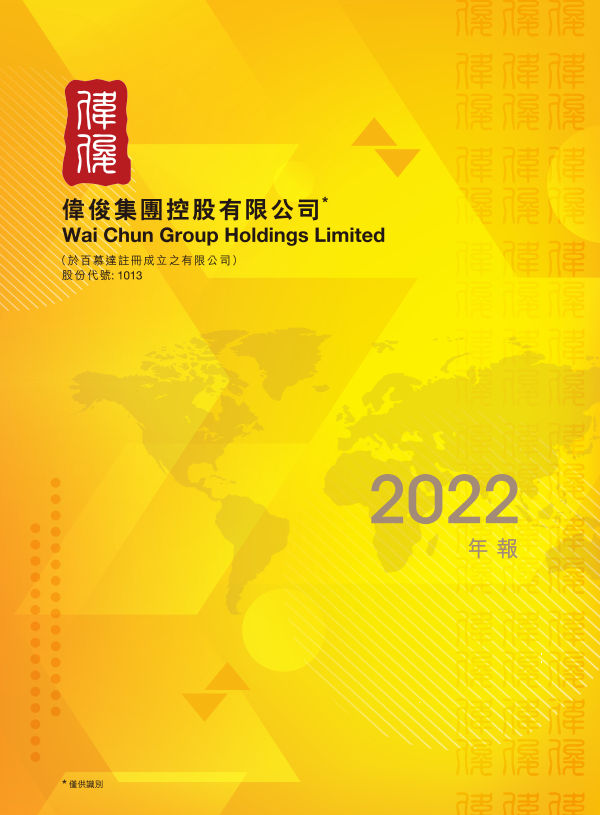 偉俊
偉俊集團控股有限公司*
Wai Chun Group Holdings Limited
（於百慕達註冊成立之有限公司）
股份代號: 1013
2022
年報
* 僅供識別